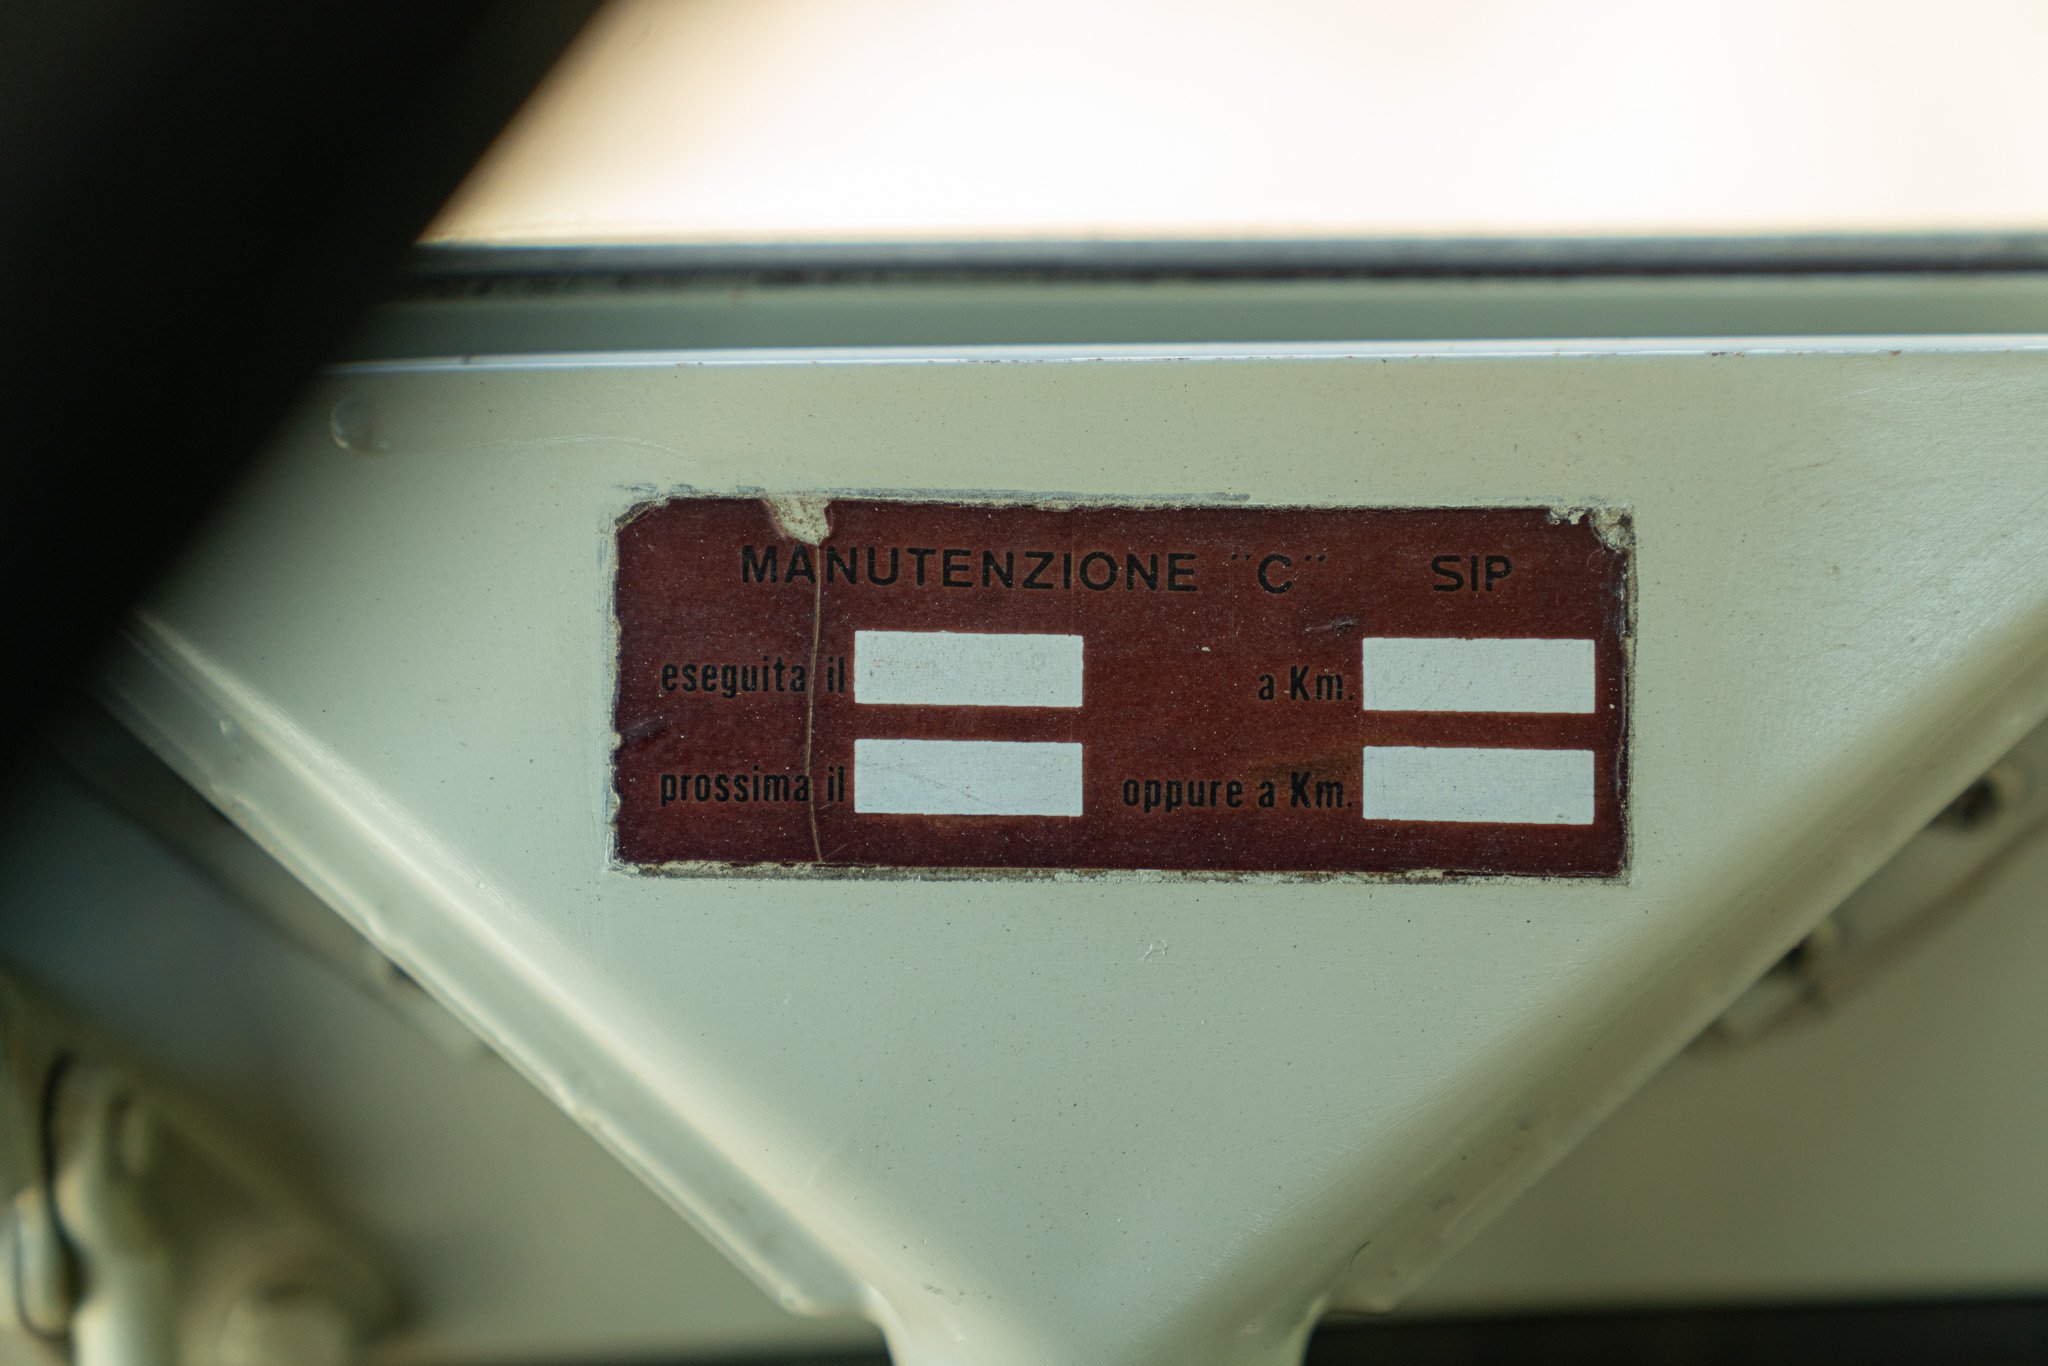 MANUTENZIONE "C" SIP
eseguita il a Km.
prossima il oppure a Km.